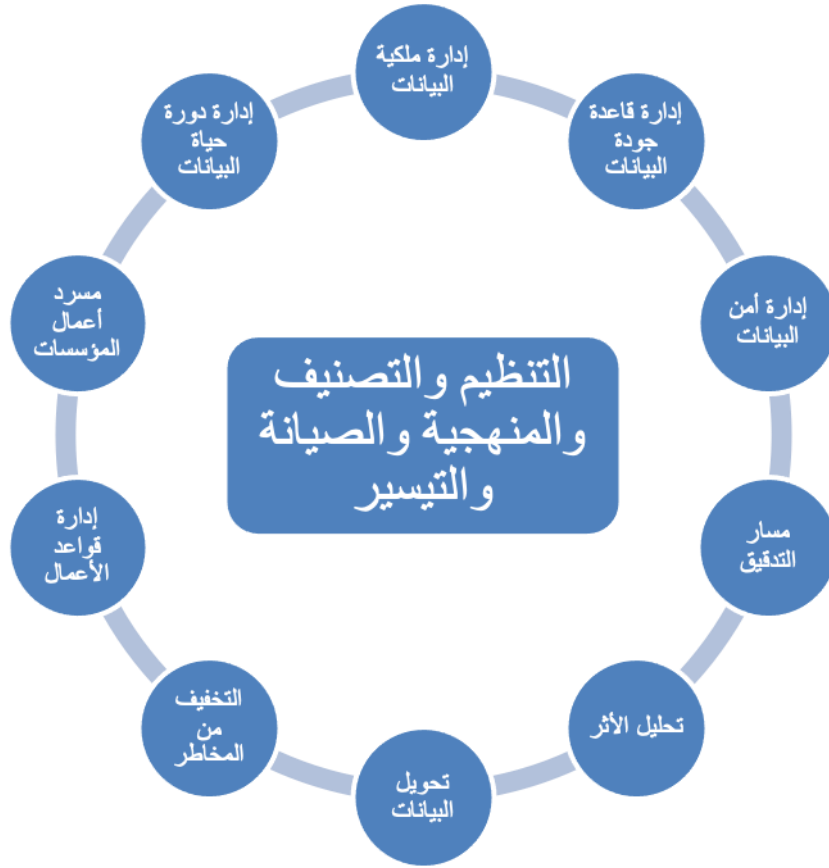 إدارة ملكية
البيانات
إدارة قاعدة
جودة
البيانات
إدارة أمن
البيانات
مسار
التدقيق
تحليل الأثر
تحويل
البيانات
التخفيف
من
المخاطر
إدارة
قواعد
الأعمال
مسرد
أعمال
المؤسسات
إدارة دورة
حياة
البيانات
التنظيم والتصنيف
والمنهجية والصيانة
والتيسير